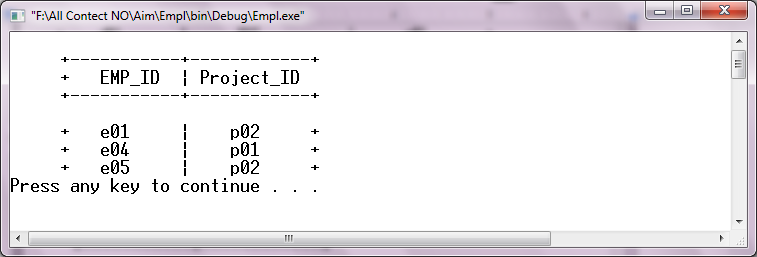 "F:\All Contect NO\Aim\Empl\bin\Debug\Empl.exe"
+-----------+------------+
+   EMP_ID  ¦ Project_ID
+-----------+------------+
+   e01     ¦    p02     +
+   e04     ¦    p01     +
+   e05     ¦    p02     +
Press any key to continue . . .